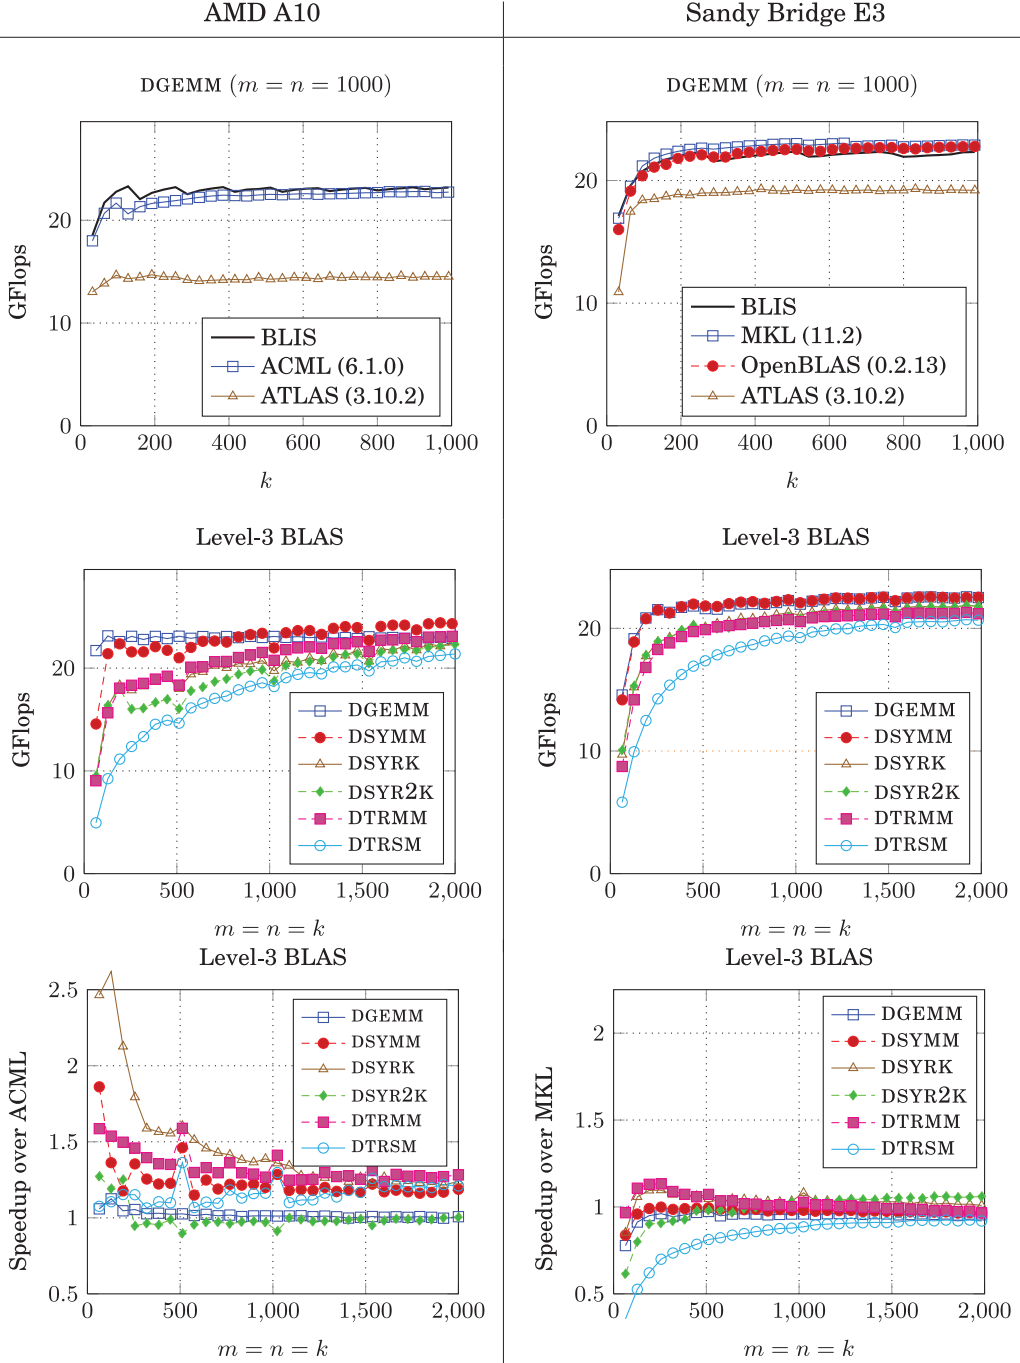 AMD A10
Sandy Bridge E3
DGEMM (m = n = 1000)
GFlops
20
10
0
BLIS
ACML (6.1.0)
ATLAS (3.10.2)
0 200 400 600 800 1,000
k
DGEMM (m = n = 1000)
GFlops
20
10
0
BLIS
MKL (11.2)
OpenBLAS (0.2.13)
ATLAS (3.10.2)
0 200 400 600 800 1,000
k
Level-3 BLAS
GFlops
20
10
0
DGEMM
DSYMM
DSYRK
DSYR2K
DTRMM
DTRSM
0 500 1,000 1,500 2,000
m = n = k
Level-3 BLAS
GFlops
20
10
0
DGEMM
DSYMM
DSYRK
DSYR2K
DTRMM
DTRSM
0 500 1,000 1,500 2,000
m = n = k
Level-3 BLAS
Speedup over ACML
2.5
2
1.5
1
0.5
DGEMM
DSYMM
DSYRK
DSYR2K
DTRMM
DTRSM
0 500 1,000 1,500 2,000
m = n = k
Level-3 BLAS
Speedup over MKL
2
1.5
1
0.5
DGEMM
DSYMM
DSYRK
DSYR2K
DTRMM
DTRSM
0 500 1,000 1,500 2,000
m = n = k